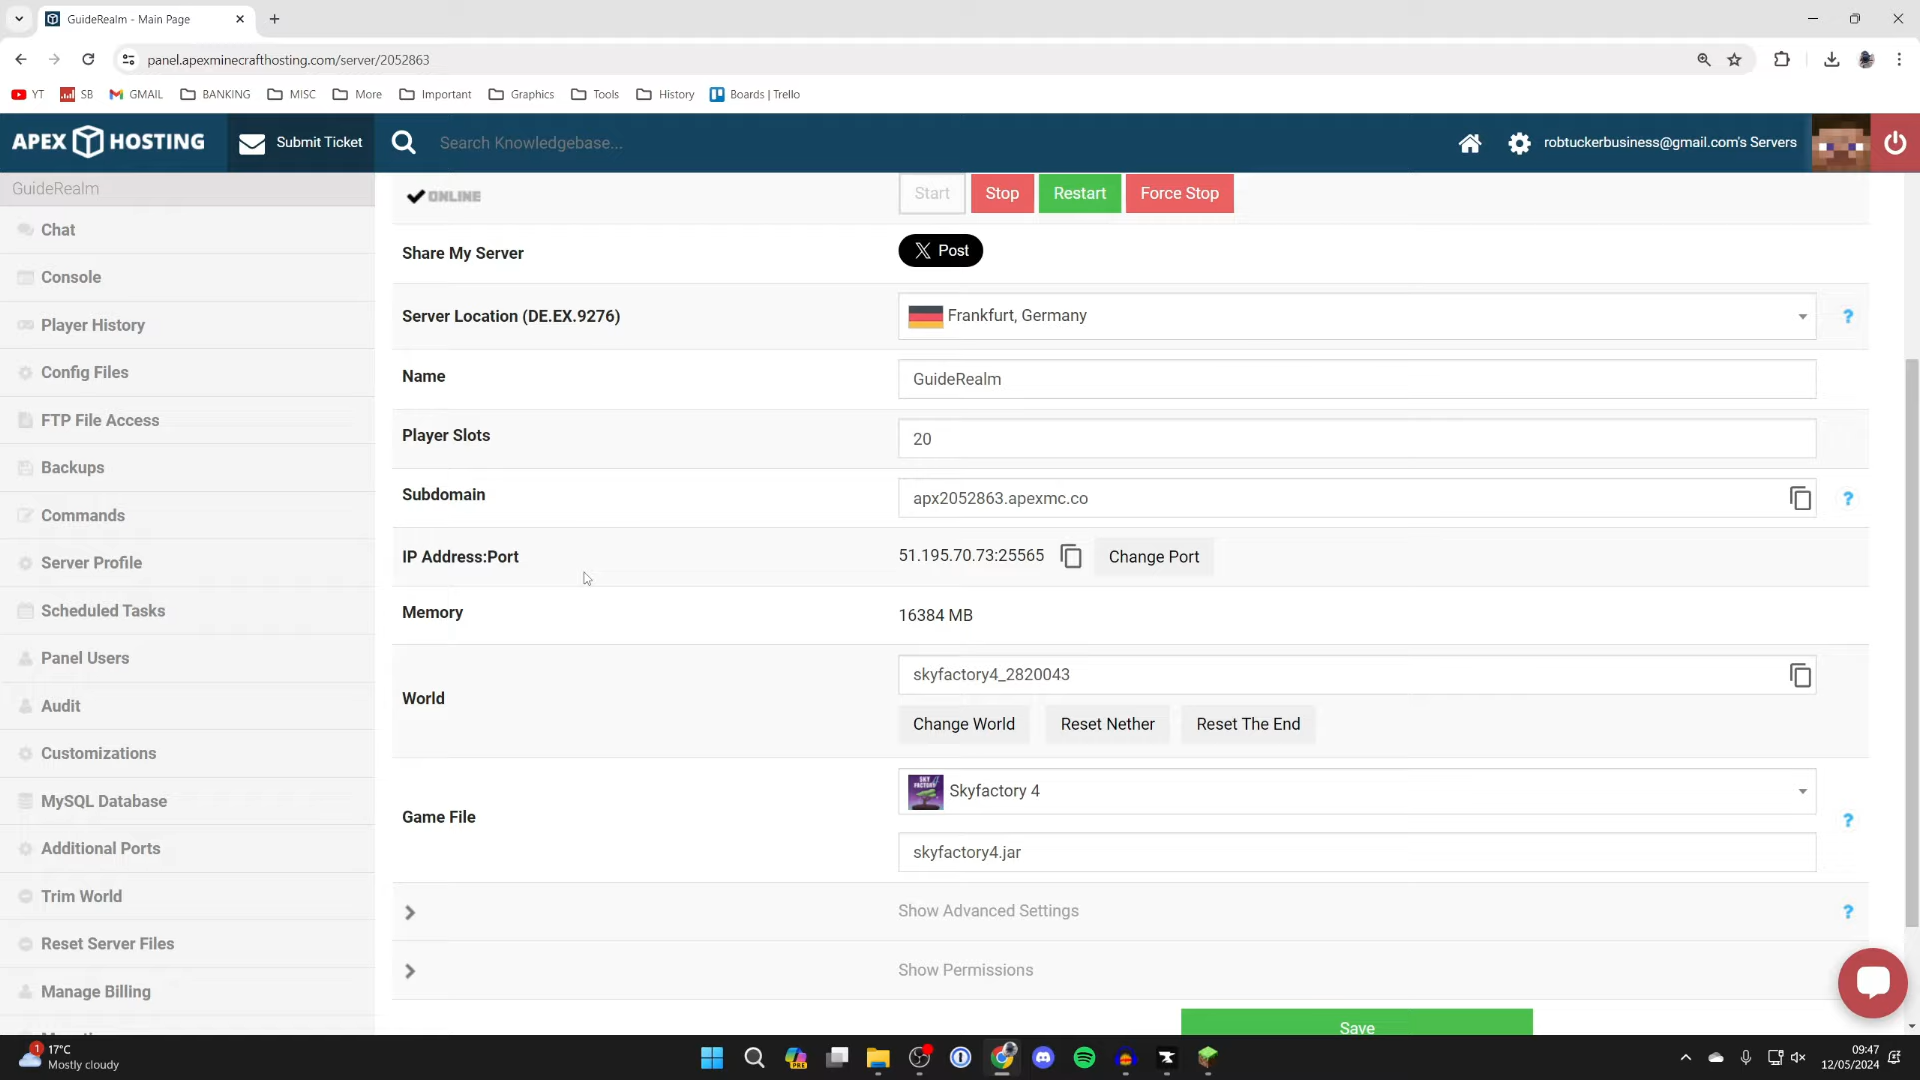 GuideRealm - Main Page
panel.apexminecrafthosting.com/server/2052863
YT SB GMAIL BANKING MISC More Important Graphics Tools History Boards | Trello
APEX HOSTING Submit Ticket Search Knowledgebase... robtuckerbusiness@gmail.com's Servers
GuideRealm
Chat
Console
Player History
Config Files
FTP File Access
Backups
Commands
Server Profile
Scheduled Tasks
Panel Users
Audit
Customizations
MySQL Database
Additional Ports
Trim World
Reset Server Files
Manage Billing
ONLINE Start Stop Restart Force Stop
Share My Server X Post
Server Location (DE.EX.9276) Frankfurt, Germany ?
Name GuideRealm
Player Slots 20
Subdomain apx2052863.apexmc.co ?
IP Address:Port 51.195.70.73:25565 Change Port
Memory 16384 MB
World skyfactory4_2820043
Change World Reset Nether Reset The End
Game File SKY FACTORY Skyfactory 4 ?
skyfactory4.jar
Show Advanced Settings ?
Show Permissions
Save
1 17°C
Mostly cloudy
PRE
09:47
12/05/2024